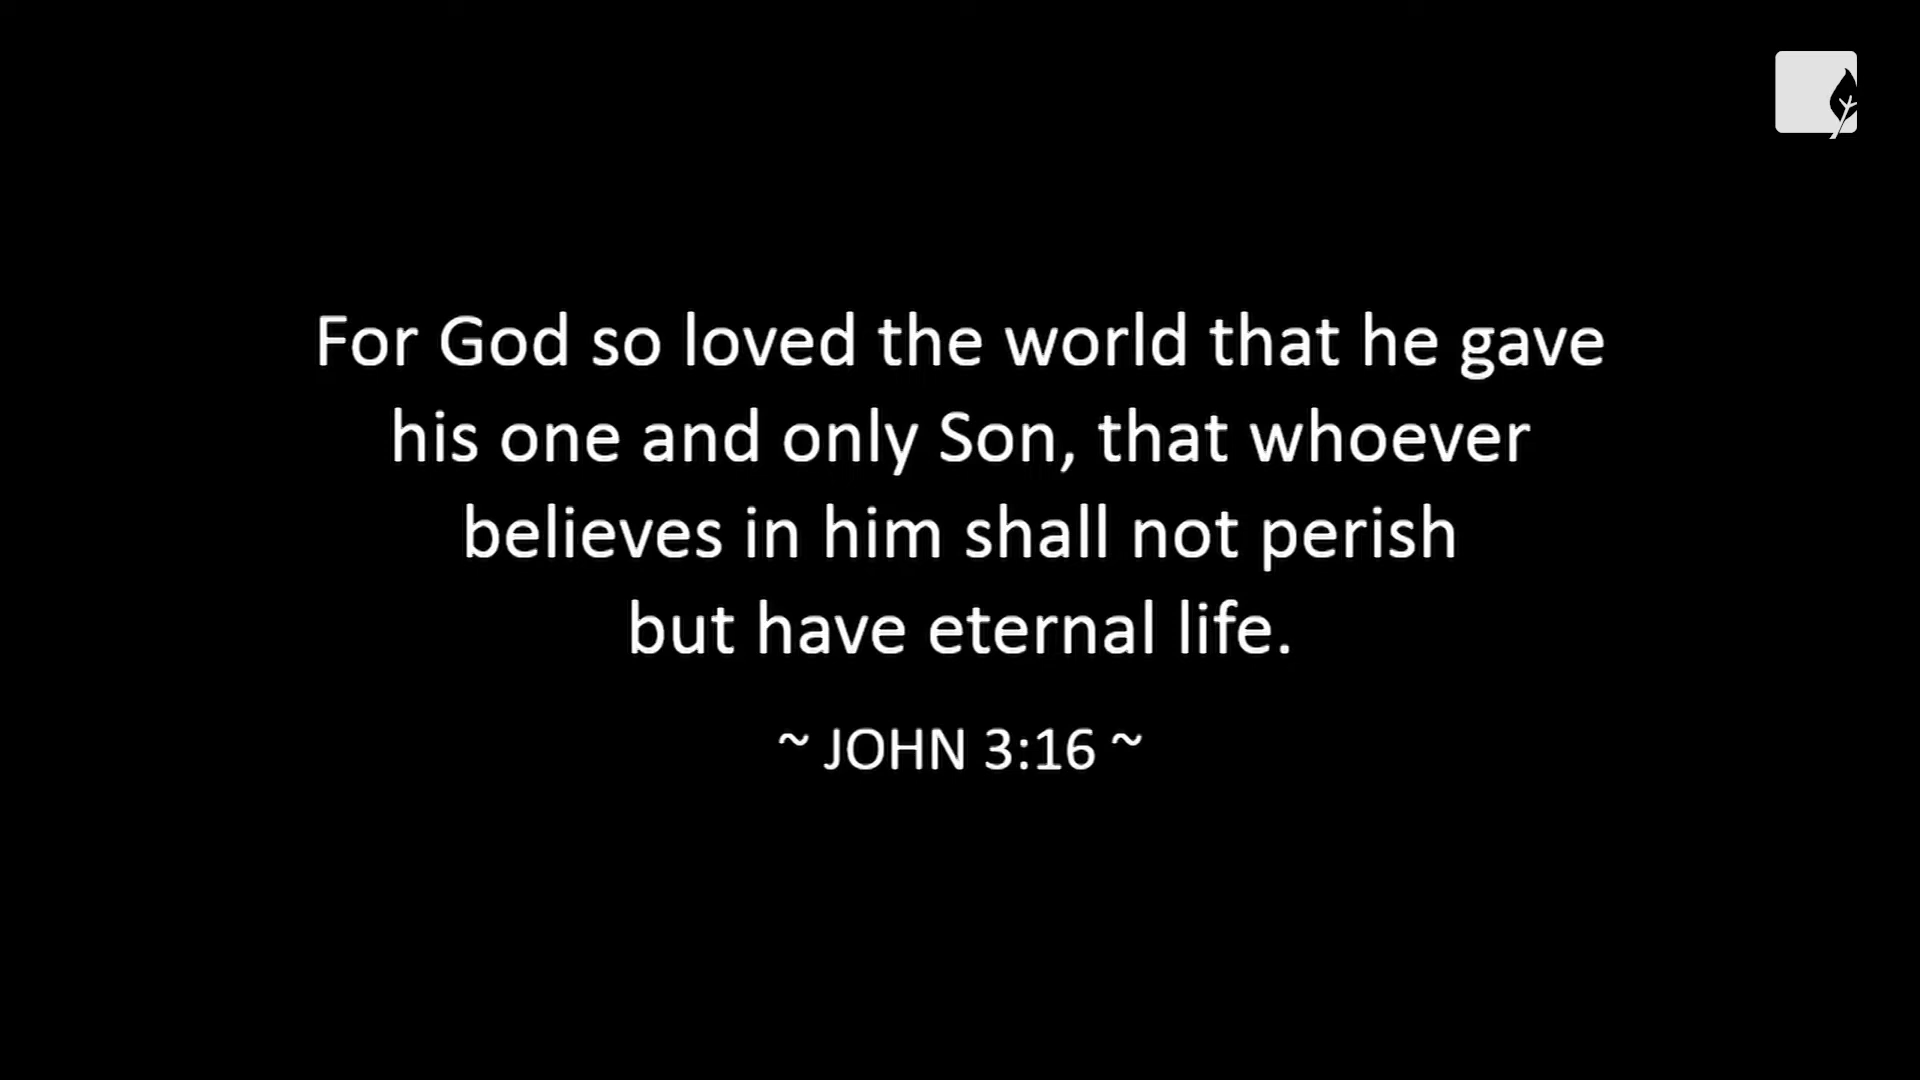 For God so loved the world that he gave
his one and only Son, that whoever
believes in him shall not perish
but have eternal life.
~ JOHN 3:16 ~